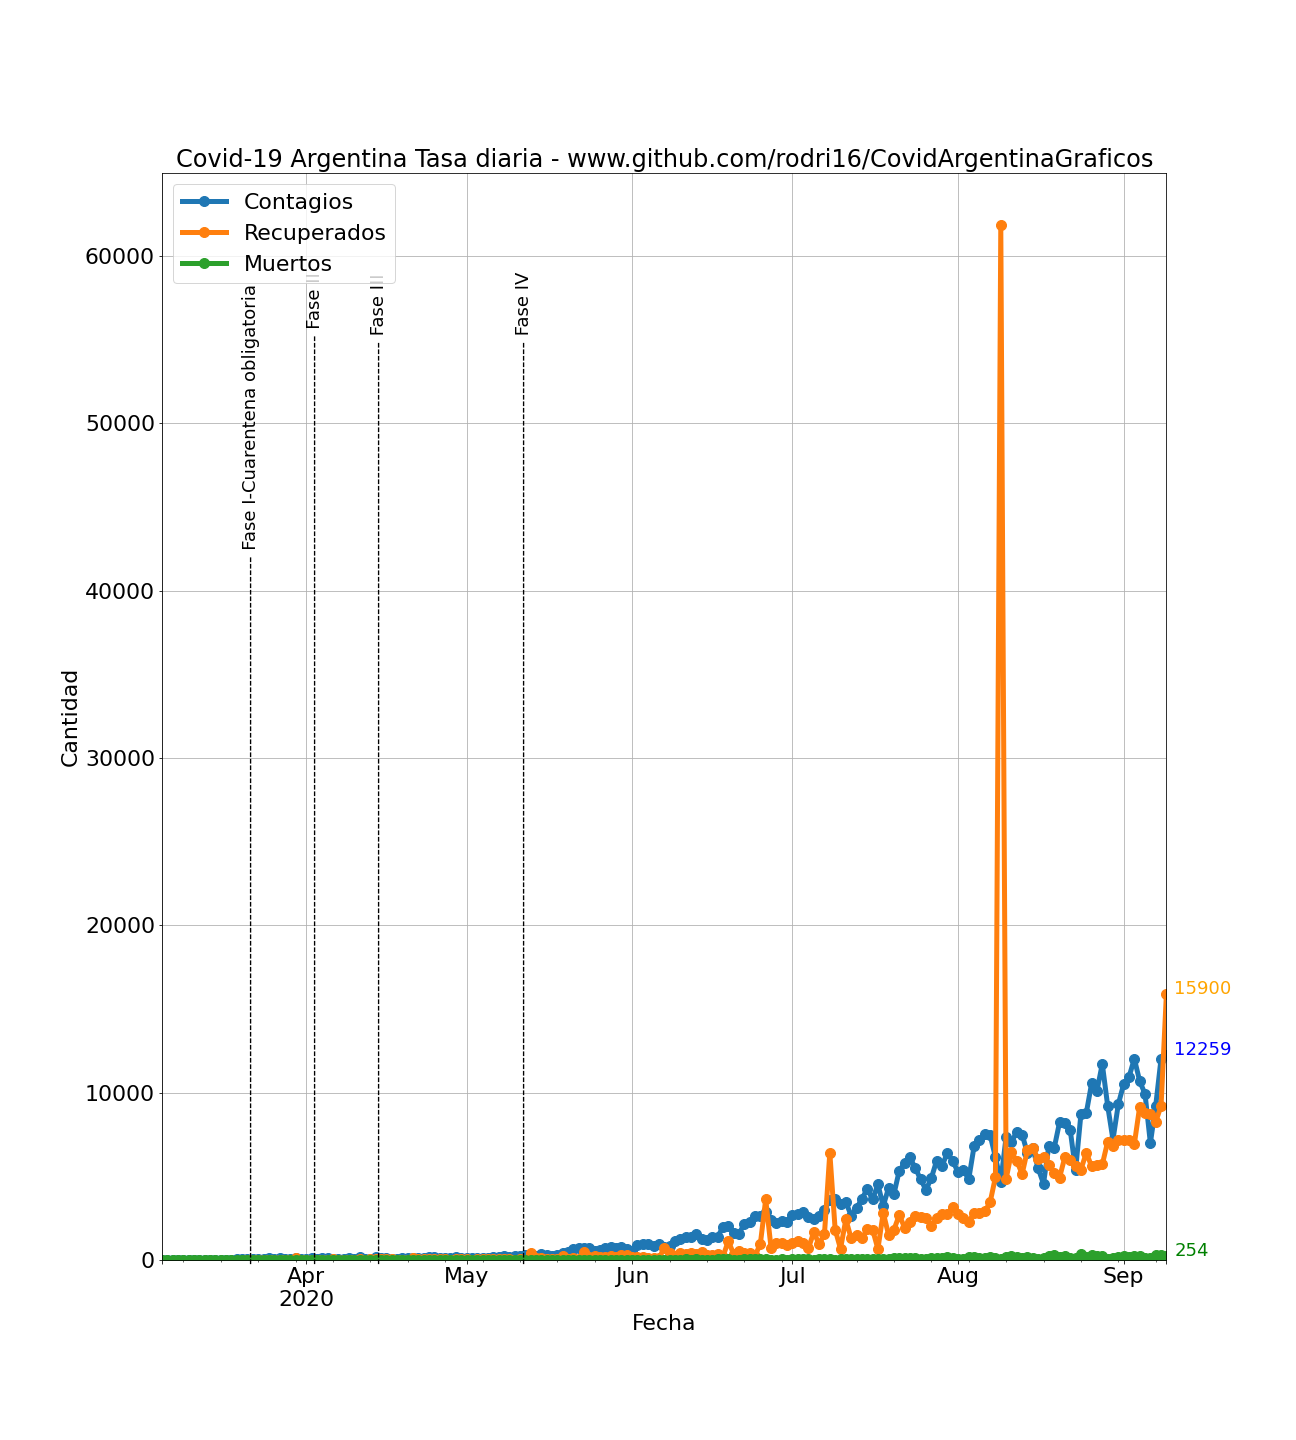 Covid-19 Argentina Tasa diaria - www.github.com/rodri16/CovidArgentinaGraficos
Contagios
Recuperados
Muertos
Fase I-Cuarentena obligatoria
Fase II
Fase III
Fase IV
Cantidad
60000
50000
40000
30000
20000
10000
0
15900
12259
254
Apr
2020
May
Jun
Jul
Aug
Sep
Fecha